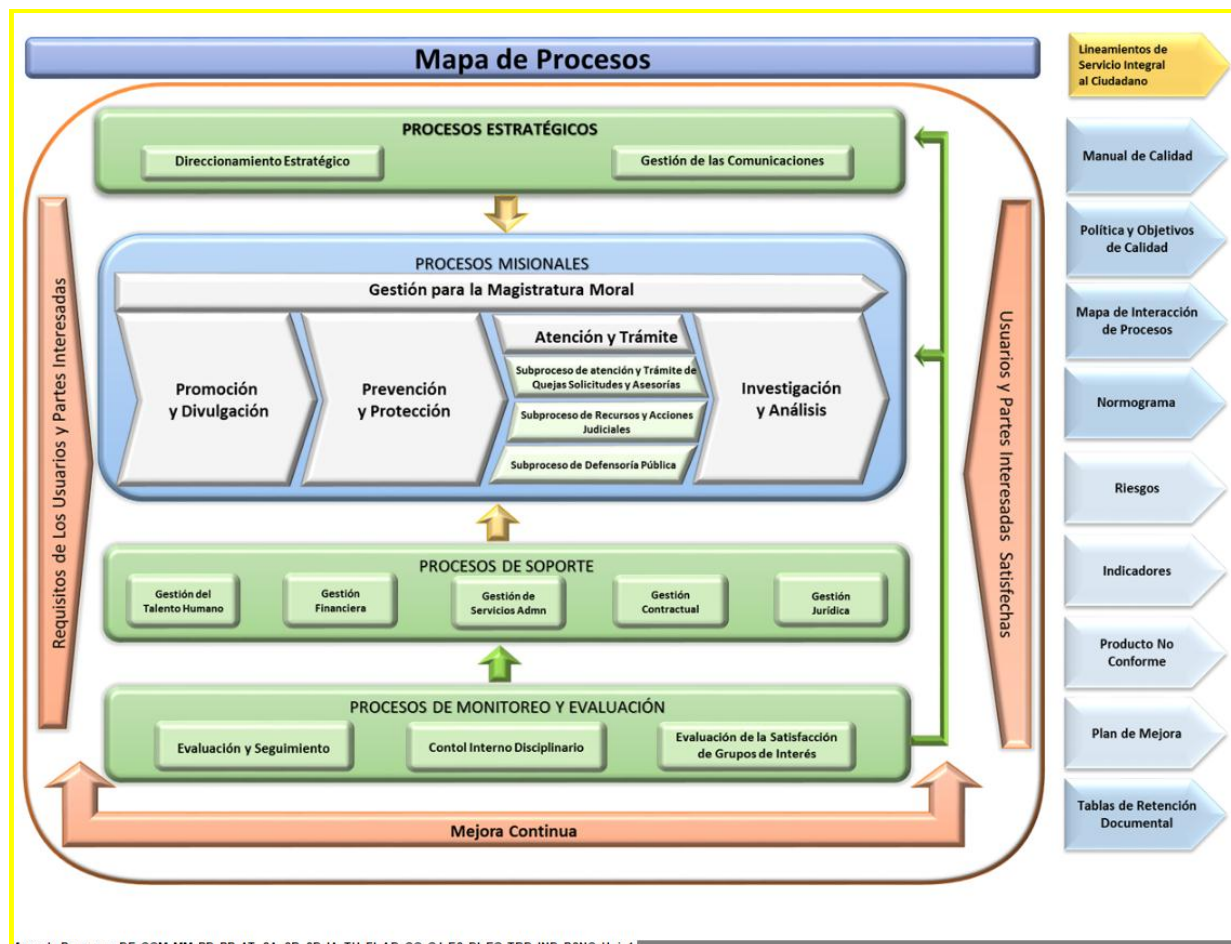 Mapa de Procesos
PROCESOS ESTRATÉGICOS
Direccionamiento Estratégico
Gestión de las Comunicaciones
Requisitos de Los Usuarios y Partes Interesadas
PROCESOS MISIONALES
Gestión para la Magistratura Moral
Promoción
y Divulgación
Prevención
y Protección
Atención y Trámite
Subproceso de atención y Trámite de
Quejas Solicitudes y Asesorías
Subproceso de Recursos y Acciones
Judiciales
Subproceso de Defensoría Pública
Investigación
y Análisis
Usuarios y Partes Interesadas Satisfechas
PROCESOS DE SOPORTE
Gestión del
Talento Humano
Gestión
Financiera
Gestión de
Servicios Admn
Gestión
Contractual
Gestión
Jurídica
PROCESOS DE MONITOREO Y EVALUACIÓN
Evaluación y Seguimiento
Contol Interno Disciplinario
Evaluación de la Satisfacción
de Grupos de Interés
Mejora Continua
Lineamientos de
Servicio Integral
al Ciudadano
Manual de Calidad
Política y Objetivos
de Calidad
Mapa de Interacción
de Procesos
Normograma
Riesgos
Indicadores
Producto No
Conforme
Plan de Mejora
Tablas de Retención
Documental